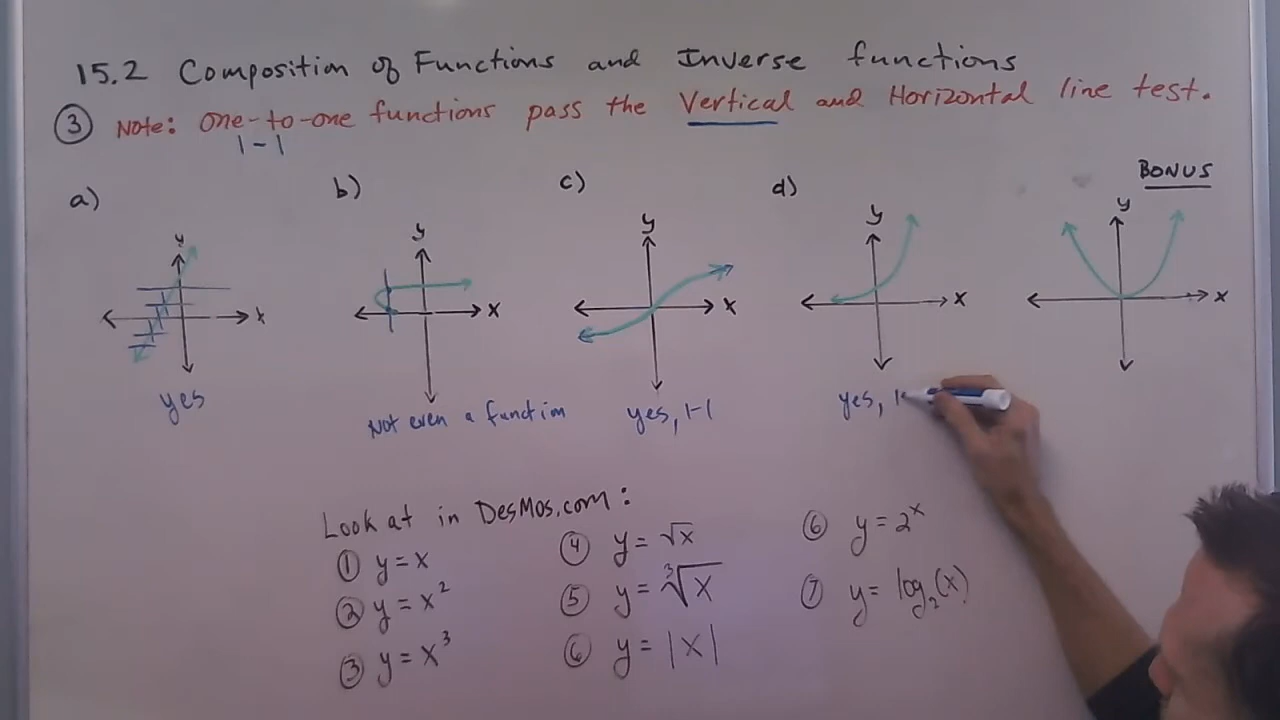 15.2 Composition of Functions and Inverse functions
③ Note: one-to-one functions pass the Vertical and Horizontal line test.
1-1
a) b) c) d) BONUS
y y y y y
x x x x x
yes Not even a function yes, 1-1 yes, 1
Look at in DesMos.com:
① y = x
② y = x²
③ y = x³
④ y = √x
⑤ y = ∛x
⑥ y = |x|
⑥ y = 2ˣ
⑦ y = log₂(x)